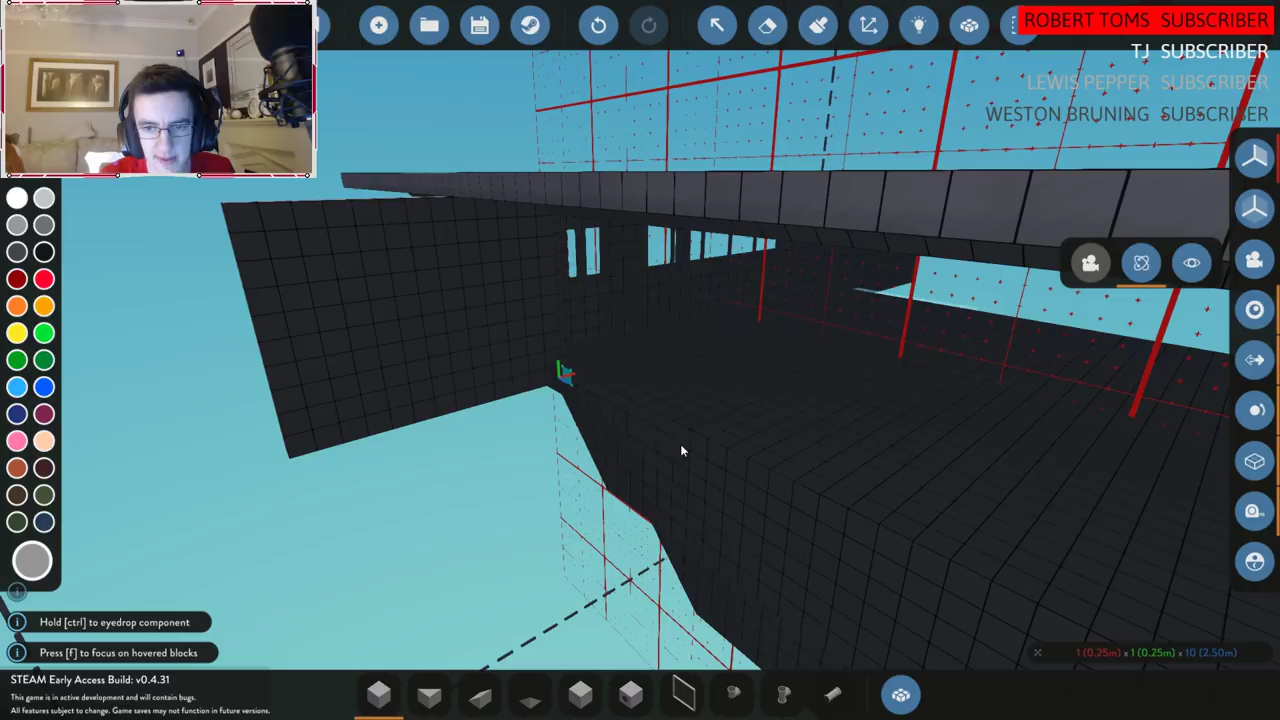 ROBERT TOMS SUBSCRIBER
TJ SUBSCRIBER
LEWIS PEPPER SUBSCRIBER
WESTON BRUNING SUBSCRIBER
Hold [ctrl] to eyedrop component
Press [f] to focus on hovered blocks
1 (0.25m) x 1 (0.25m) x 10 (2.50m)
STEAM Early Access Build: v0.4.31
This game is in active development and will contain bugs.
All features subject to change. Game saves may not function in future versions.